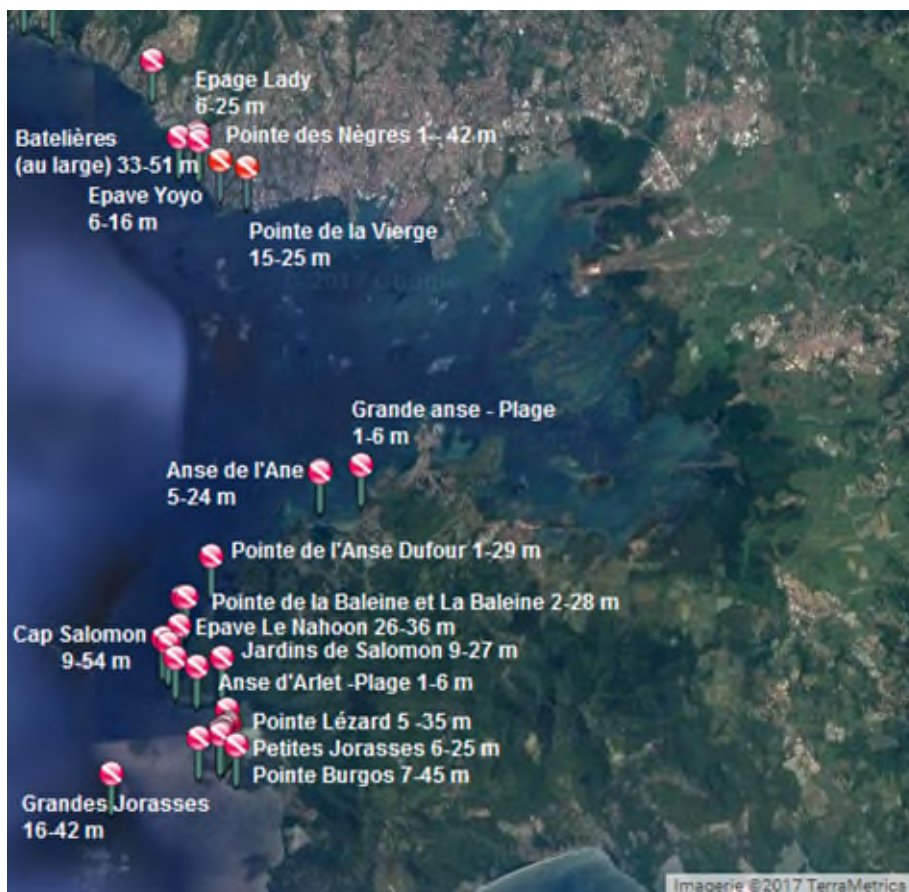 Epage Lady
6-25 m
Batelières
(au large) 33-51 m
Pointe des Nègres 1-- 42 m
Epave Yoyo
6-16 m
Pointe de la Vierge
15-25 m
Grande anse - Plage
1-6 m
Anse de l'Ane
5-24 m
Pointe de l'Anse Dufour 1-29 m
Pointe de la Baleine et La Baleine 2-28 m
Epave Le Nahoon 26-36 m
Cap Salomon
9-54 m
Jardins de Salomon 9-27 m
Anse d'Arlet -Plage 1-6 m
Pointe Lézard 5 -35 m
Petites Jorasses 6-25 m
Pointe Burgos 7-45 m
Grandes Jorasses
16-42 m
Imagerie ©2017 TerraMetrics